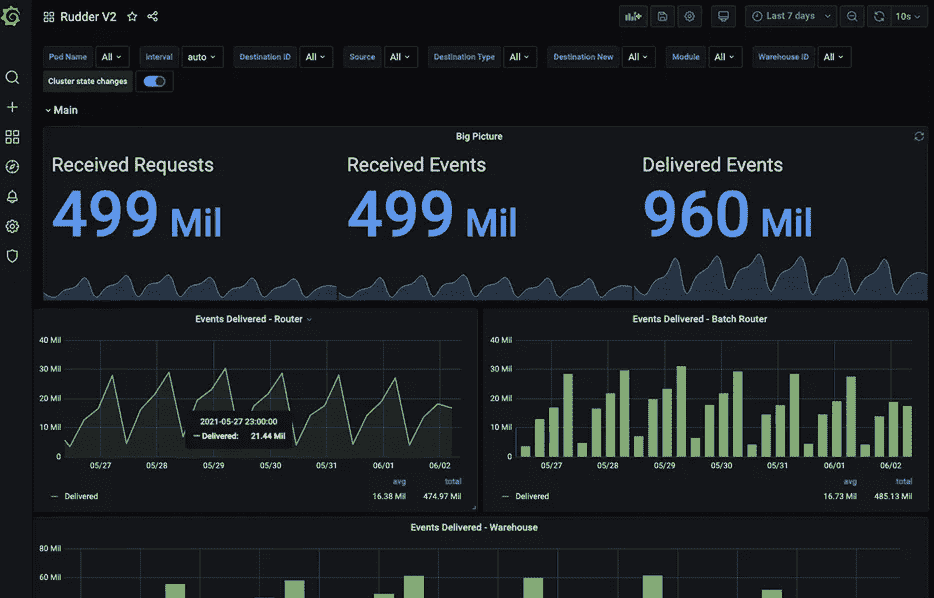 Rudder V2
Last 7 days
10s
Pod Name All Interval auto Destination ID All Source All Destination Type All Destination New All Module All Warehouse ID All
Cluster state changes
Main
Big Picture
Received Requests Received Events Delivered Events
499 Mil 499 Mil 960 Mil
Events Delivered - Router
40 Mil
30 Mil
20 Mil
10 Mil
0
2021-05-27 23:00:00
Delivered: 21.44 Mil
05/27 05/28 05/29 05/30 05/31 06/01 06/02
avg total
Delivered 16.38 Mil 474.97 Mil
Events Delivered - Batch Router
40 Mil
30 Mil
20 Mil
10 Mil
0
05/27 05/28 05/29 05/30 05/31 06/01 06/02
avg total
Delivered 16.73 Mil 485.13 Mil
Events Delivered - Warehouse
80 Mil
60 Mil